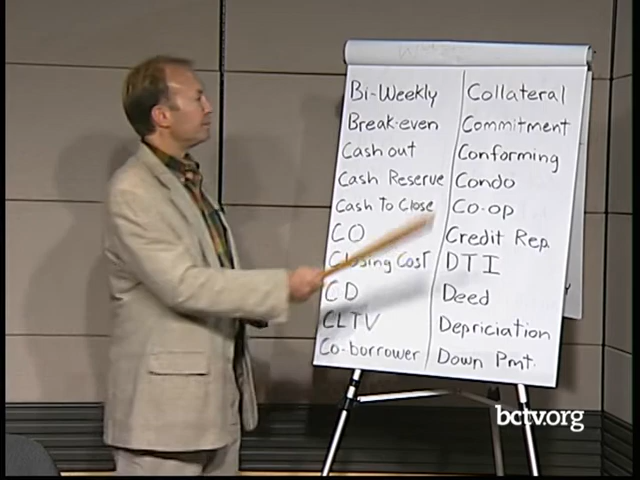 Bi-Weekly
Break-even
Cash out
Cash Reserve
Cash To Close
CO
Closing Cost
CD
CLTV
Co-borrower
Collateral
Commitment
Conforming
Condo
Co-op
Credit Rep.
DTI
Deed
Depriciation
Down Pmt.
bctv.org